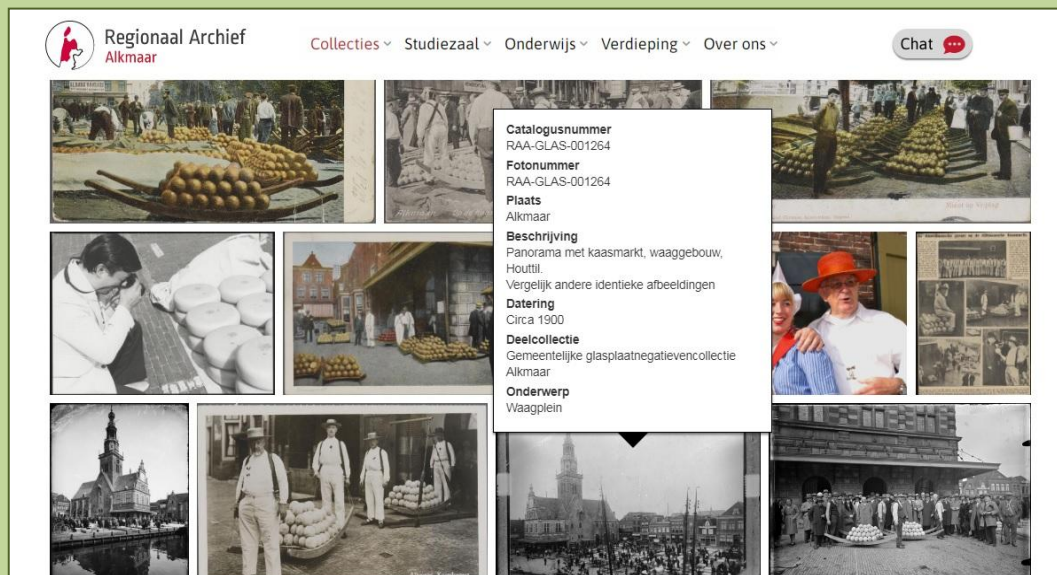 Regionaal Archief
Alkmaar
Collecties
Studiezaal
Onderwijs
Verdieping
Over ons
Chat
Catalogusnummer
RAA-GLAS-001264
Fotonummer
RAA-GLAS-001264
Plaats
Alkmaar
Beschrijving
Panorama met kaasmarkt, waaggebouw,
Houttil.
Vergelijk andere identieke afbeeldingen
Datering
Circa 1900
Deelcollectie
Gemeentelijke glasplaatnegatievencollectie
Alkmaar
Onderwerp
Waagplein